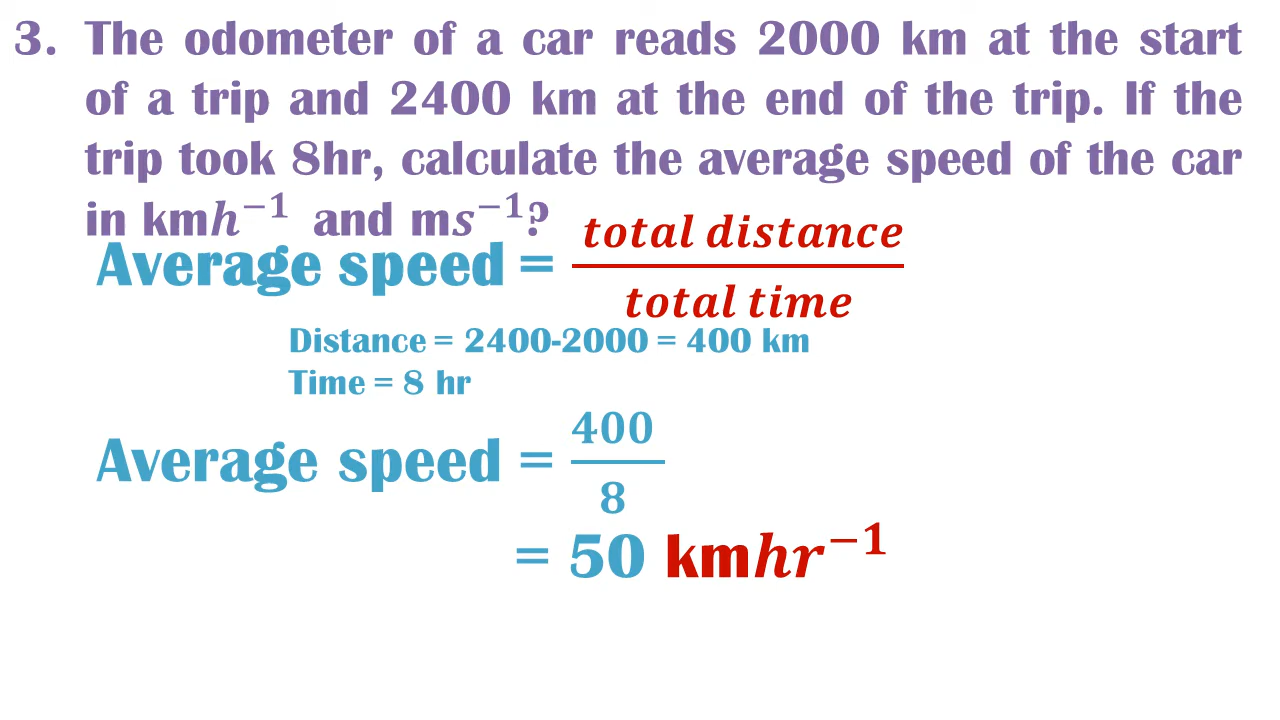 3. The odometer of a car reads 2000 km at the start
of a trip and 2400 km at the end of the trip. If the
trip took 8hr, calculate the average speed of the car
in kmh⁻¹ and ms⁻¹?
Average speed = total distance / total time
Distance = 2400-2000 = 400 km
Time = 8 hr
Average speed = 400 / 8
= 50 kmhr⁻¹